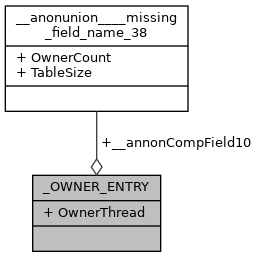 __anonunion____missing
_field_name_38
+ OwnerCount
+ TableSize
+__annonCompField10
_OWNER_ENTRY
+ OwnerThread